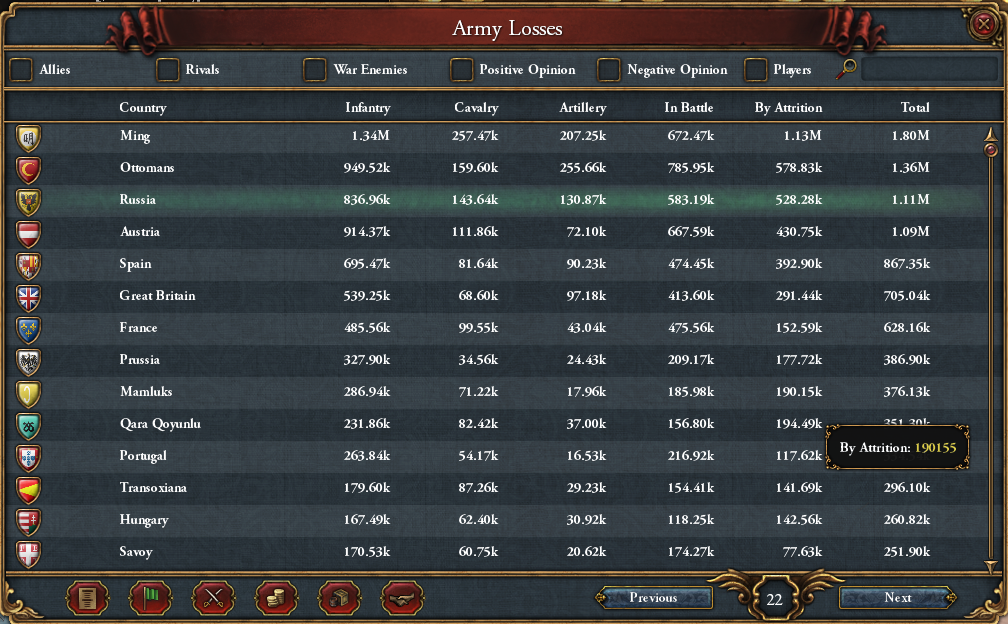 Army Losses
Allies Rivals War Enemies Positive Opinion Negative Opinion Players
Country Infantry Cavalry Artillery In Battle By Attrition Total
Ming 1.34M 257.47k 207.25k 672.47k 1.13M 1.80M
Ottomans 949.52k 159.60k 255.66k 785.95k 578.83k 1.36M
Russia 836.96k 143.64k 130.87k 583.19k 528.28k 1.11M
Austria 914.37k 111.86k 72.10k 667.59k 430.75k 1.09M
Spain 695.47k 81.64k 90.23k 474.45k 392.90k 867.35k
Great Britain 539.25k 68.60k 97.18k 413.60k 291.44k 705.04k
France 485.56k 99.55k 43.04k 475.56k 152.59k 628.16k
Prussia 327.90k 34.56k 24.43k 209.17k 177.72k 386.90k
Mamluks 286.94k 71.22k 17.96k 185.98k 190.15k 376.13k
Qara Qoyunlu 231.86k 82.42k 37.00k 156.80k 194.49k
By Attrition: 190155
Portugal 263.84k 54.17k 16.53k 216.92k 117.62k
Transoxiana 179.60k 87.26k 29.23k 154.41k 141.69k 296.10k
Hungary 167.49k 62.40k 30.92k 118.25k 142.56k 260.82k
Savoy 170.53k 60.75k 20.62k 174.27k 77.63k 251.90k
Previous 22 Next